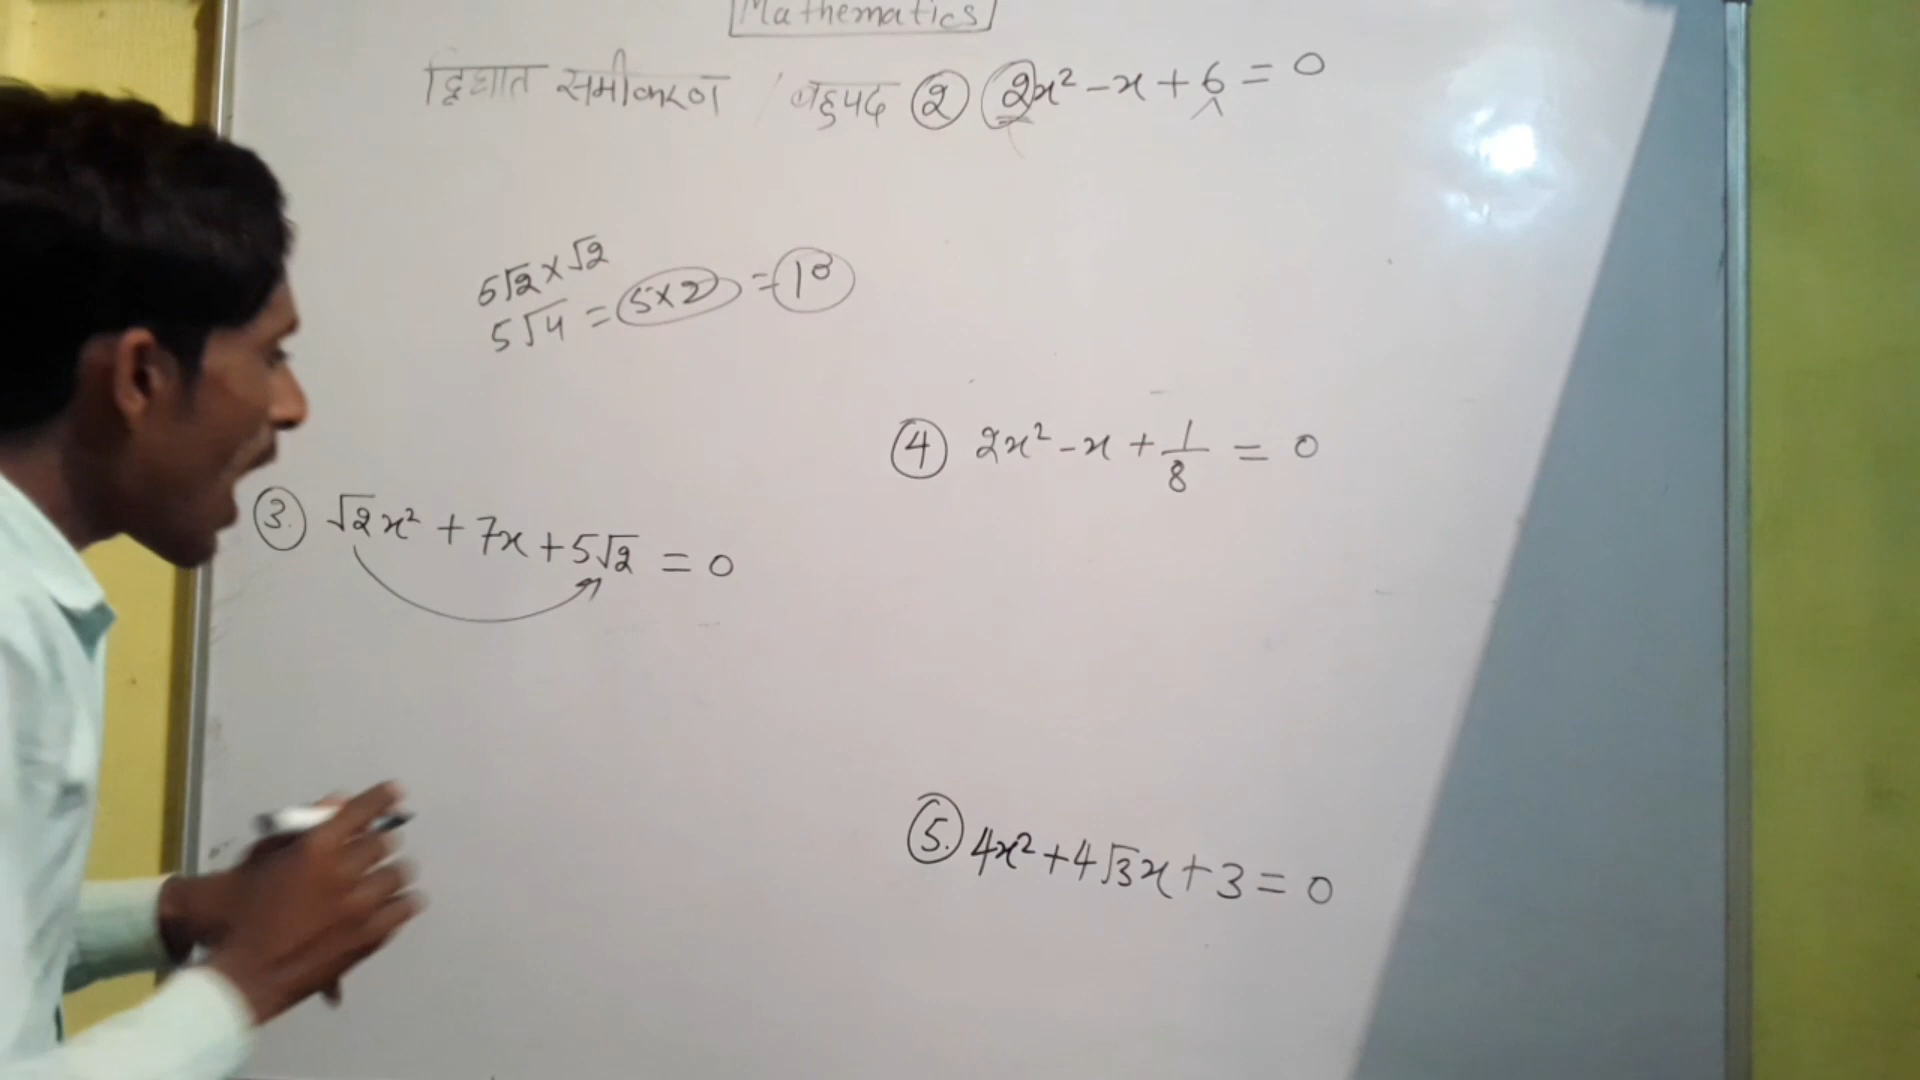 Mathematics
द्विघात समीकरण / बहुपद ② 2x² - x + 6 = 0
5√2 × √2
5√4 = 5×2 = 10
④ 2x² - x + 1/8 = 0
③. √2x² + 7x + 5√2 = 0
⑤. 4x² + 4√3x + 3 = 0